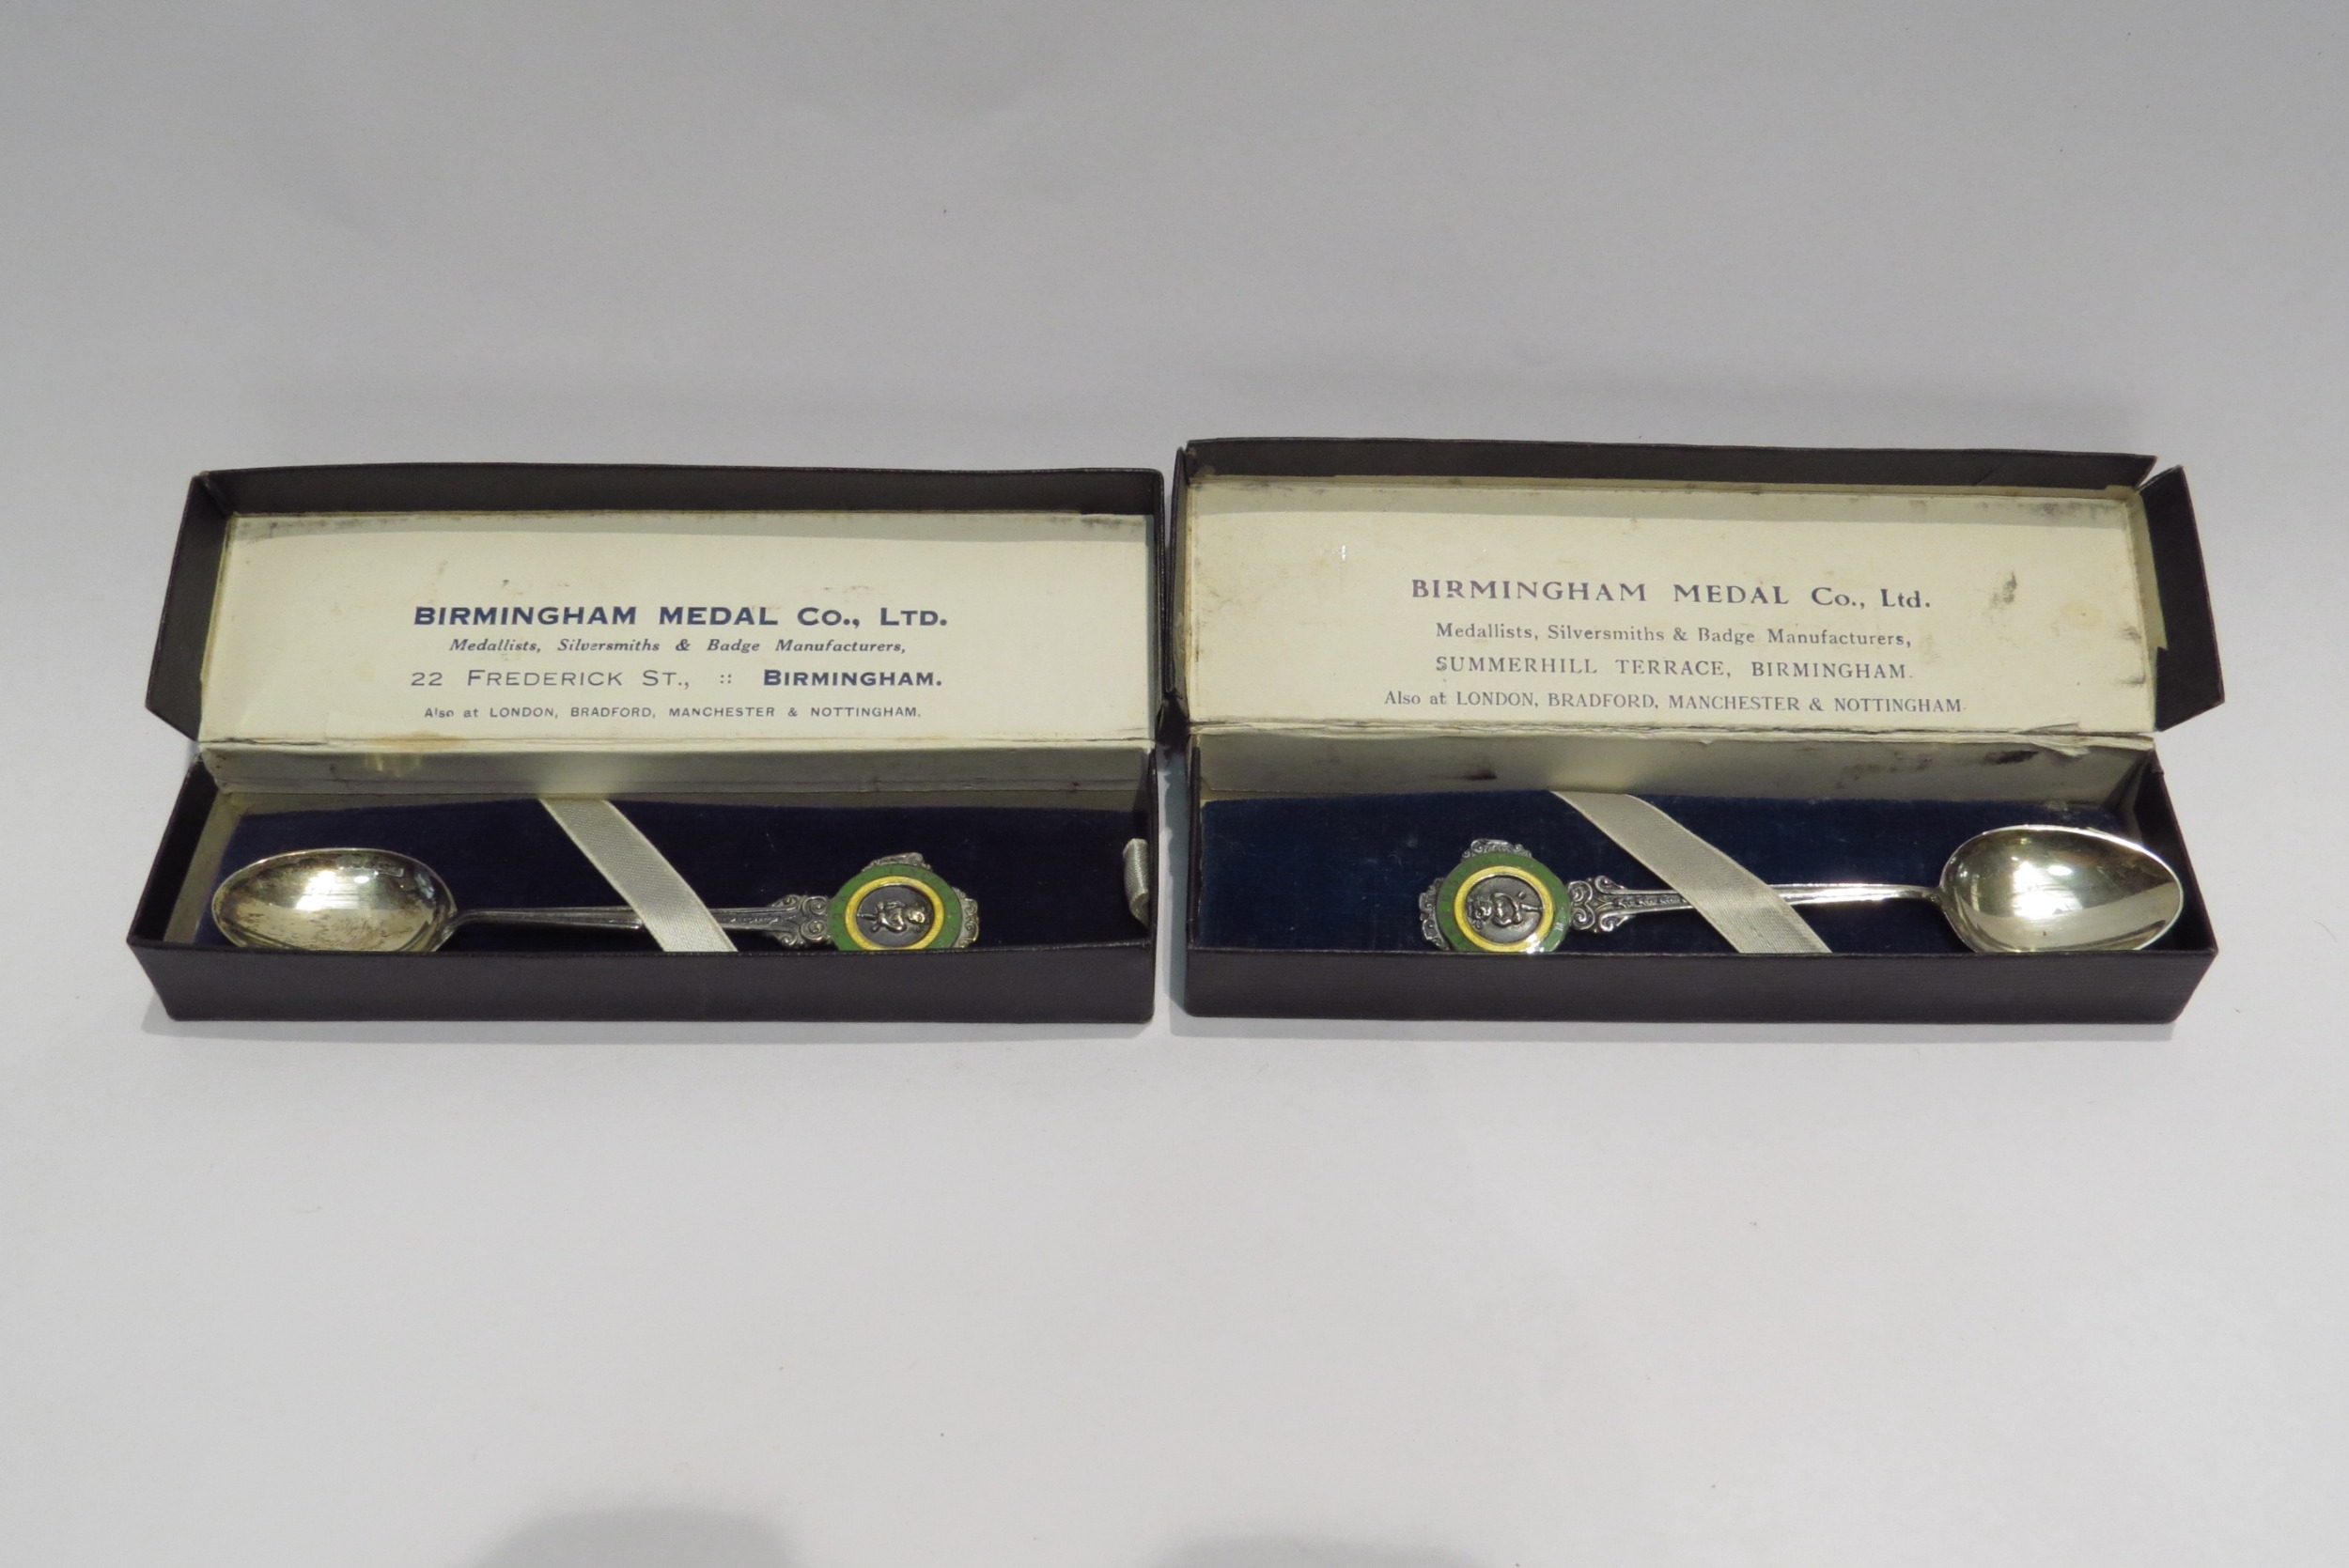 BIRMINGHAM MEDAL Co., LTD.
Medallists, Silversmiths & Badge Manufacturers,
22 FREDERICK ST., :: BIRMINGHAM.
Also at LONDON, BRADFORD, MANCHESTER & NOTTINGHAM.
BIRMINGHAM MEDAL Co., Ltd.
Medallists, Silversmiths & Badge Manufacturers,
SUMMERHILL TERRACE, BIRMINGHAM.
Also at LONDON, BRADFORD, MANCHESTER & NOTTINGHAM.